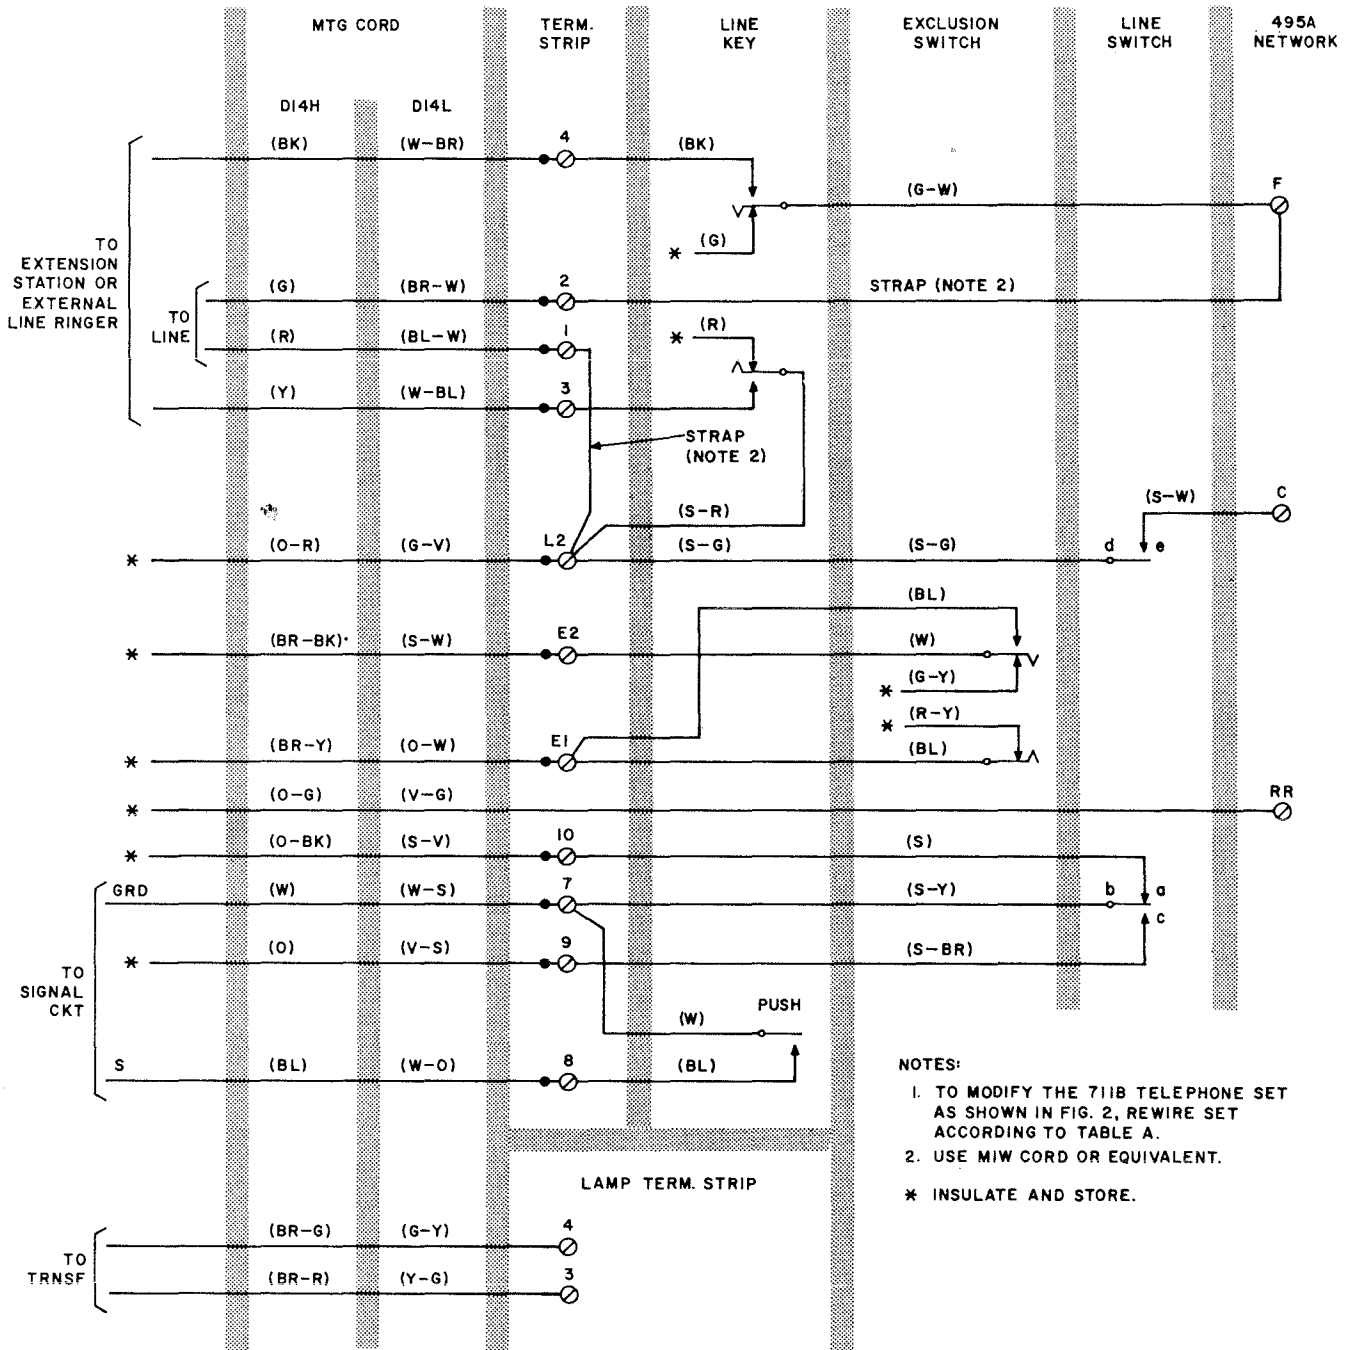 MTG CORD
TERM. STRIP
LINE KEY
EXCLUSION SWITCH
LINE SWITCH
495A NETWORK
D14H
D14L
TO EXTENSION STATION OR EXTERNAL LINE RINGER
(BK) (W-BR) 4 (BK)
(G-W) F
* (G)
TO LINE
(G) (BR-W) 2 STRAP (NOTE 2)
(R) (BL-W) 1 * (R)
(Y) (W-BL) 3
STRAP (NOTE 2)
(S-W) C
(S-R)
* (O-R) (G-V) L2 (S-G) (S-G) d e
(BL)
* (BR-BK) (S-W) E2 (W)
* (G-Y)
* (R-Y)
* (BR-Y) (O-W) E1 (BL)
* (O-G) (V-G) RR
* (O-BK) (S-V) 10 (S)
TO SIGNAL CKT
GRD (W) (W-S) 7 (S-Y) b a
c
* (O) (V-S) 9 (S-BR)
PUSH
(W)
S (BL) (W-O) 8 (BL)
NOTES:
1. TO MODIFY THE 711B TELEPHONE SET
AS SHOWN IN FIG. 2, REWIRE SET
ACCORDING TO TABLE A.
2. USE M1W CORD OR EQUIVALENT.
* INSULATE AND STORE.
LAMP TERM. STRIP
TO TRNSF
(BR-G) (G-Y) 4
(BR-R) (Y-G) 3